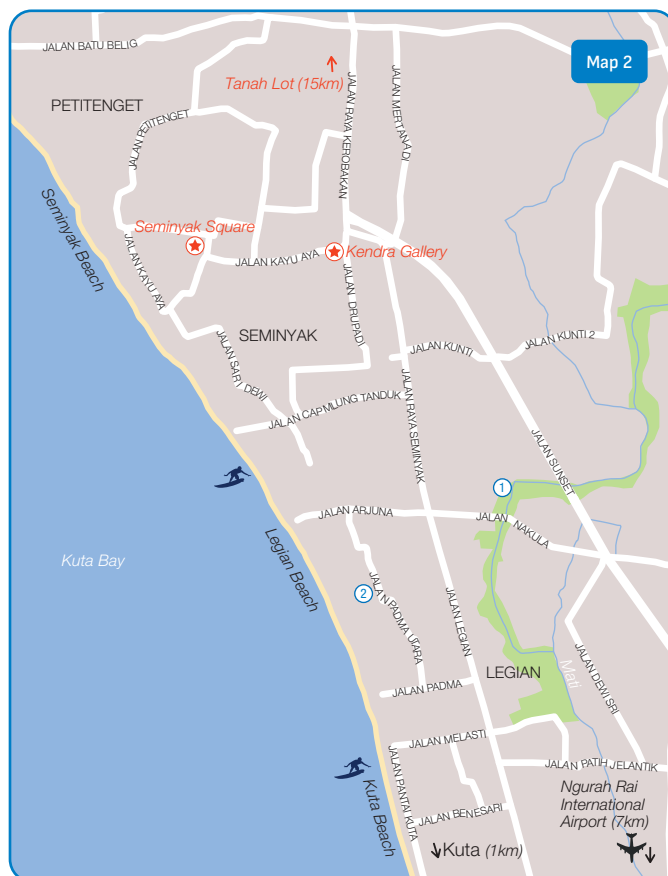 JALAN BATU BELIG
Map 2
Tanah Lot (15km)
PETITENGET
JALAN RAYA KEROBAKAN
JALAN MERTANADI
JALAN PETITENGET
Seminyak Beach
Seminyak Square
Kendra Gallery
JALAN KAYU AYA
JALAN KAYU AYA
JALAN DRUPADI
SEMINYAK
JALAN KUNTI
JALAN KUNTI 2
JALAN SARI DEWI
JALAN CAPMLUNG TANDUK
JALAN RAYA SEMINYAK
JALAN SUNSET
1
JALAN ARJUNA
JALAN NAKULA
Kuta Bay
Legian Beach
2
JALAN PADMA UTARA
JALAN LEGIAN
LEGIAN
Mati
JALAN DEWI SRI
JALAN PADMA
JALAN MELASTI
JALAN PATIH JELANTIK
JALAN PANTAI KUTA
Kuta Beach
JALAN BENESARI
Ngurah Rai
International
Airport (7km)
Kuta (1km)